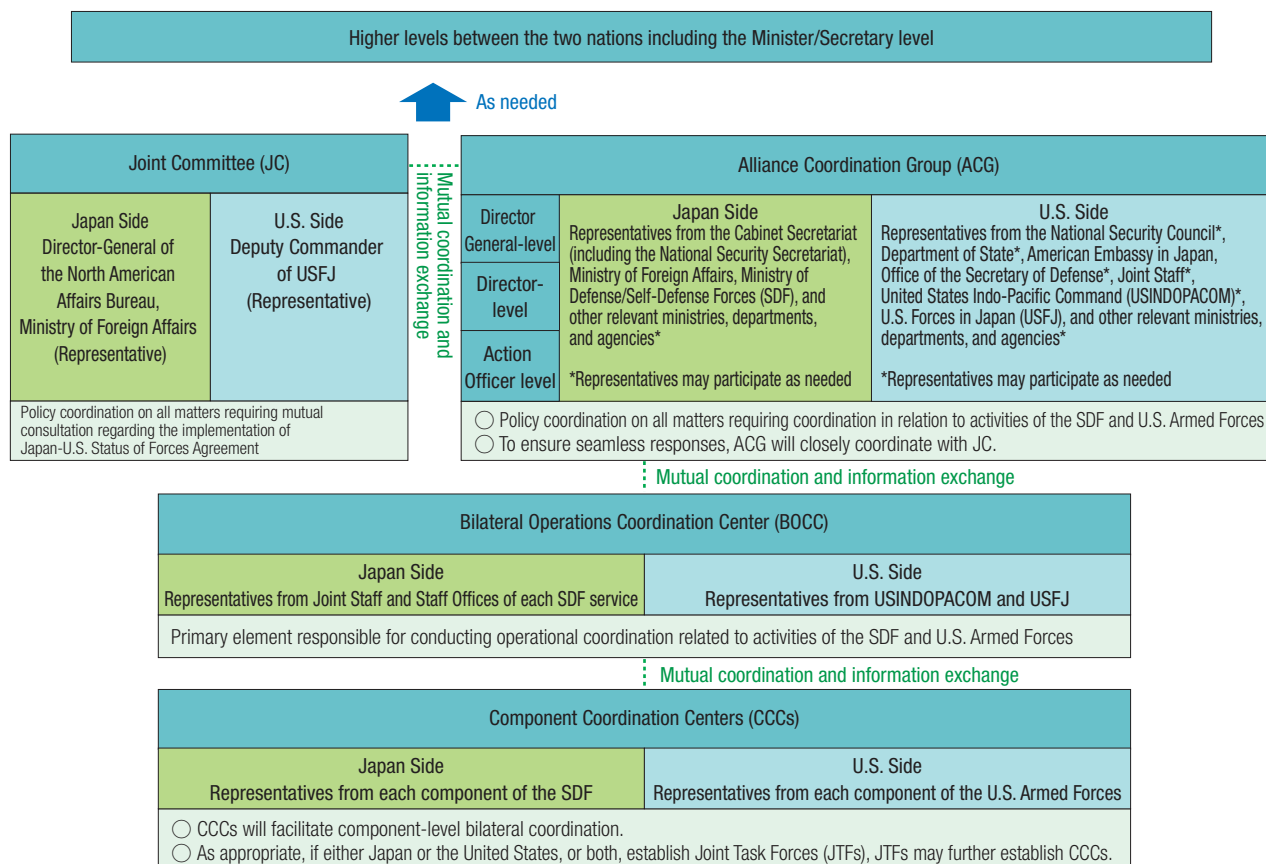 Higher levels between the two nations including the Minister/Secretary level
As needed
Joint Committee (JC)
Japan Side
Director-General of
the North American
Affairs Bureau,
Ministry of Foreign Affairs
(Representative)
U.S. Side
Deputy Commander
of USFJ
(Representative)
Policy coordination on all matters requiring mutual
consultation regarding the implementation of
Japan-U.S. Status of Forces Agreement
Mutual coordination and
information exchange
Alliance Coordination Group (ACG)
Director
General-level
Director-
level
Action
Officer level
Japan Side
Representatives from the Cabinet Secretariat
(including the National Security Secretariat),
Ministry of Foreign Affairs, Ministry of
Defense/Self-Defense Forces (SDF), and
other relevant ministries, departments,
and agencies*
*Representatives may participate as needed
U.S. Side
Representatives from the National Security Council*,
Department of State*, American Embassy in Japan,
Office of the Secretary of Defense*, Joint Staff*,
United States Indo-Pacific Command (USINDOPACOM)*,
U.S. Forces in Japan (USFJ), and other relevant ministries,
departments, and agencies*
*Representatives may participate as needed
○ Policy coordination on all matters requiring coordination in relation to activities of the SDF and U.S. Armed Forces
○ To ensure seamless responses, ACG will closely coordinate with JC.
Mutual coordination and information exchange
Bilateral Operations Coordination Center (BOCC)
Japan Side
Representatives from Joint Staff and Staff Offices of each SDF service
U.S. Side
Representatives from USINDOPACOM and USFJ
Primary element responsible for conducting operational coordination related to activities of the SDF and U.S. Armed Forces
Mutual coordination and information exchange
Component Coordination Centers (CCCs)
Japan Side
Representatives from each component of the SDF
U.S. Side
Representatives from each component of the U.S. Armed Forces
○ CCCs will facilitate component-level bilateral coordination.
○ As appropriate, if either Japan or the United States, or both, establish Joint Task Forces (JTFs), JTFs may further establish CCCs.